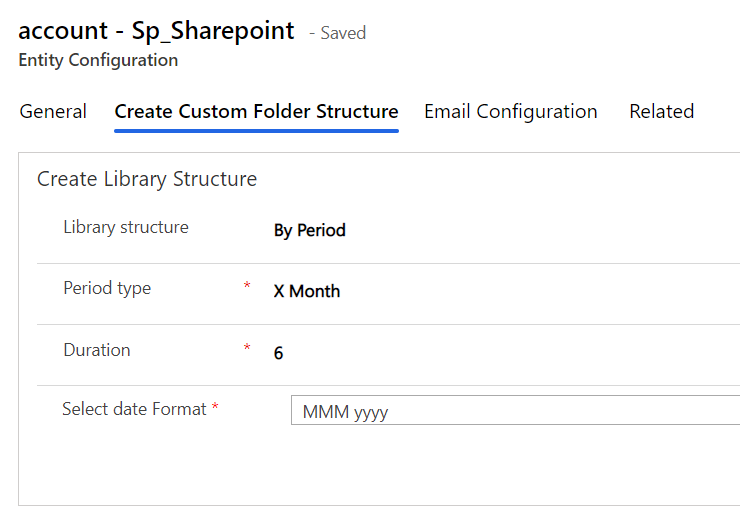 account - Sp_Sharepoint - Saved
Entity Configuration
General Create Custom Folder Structure Email Configuration Related
Create Library Structure
Library structure By Period
Period type * X Month
Duration * 6
Select date Format * MMM yyyy